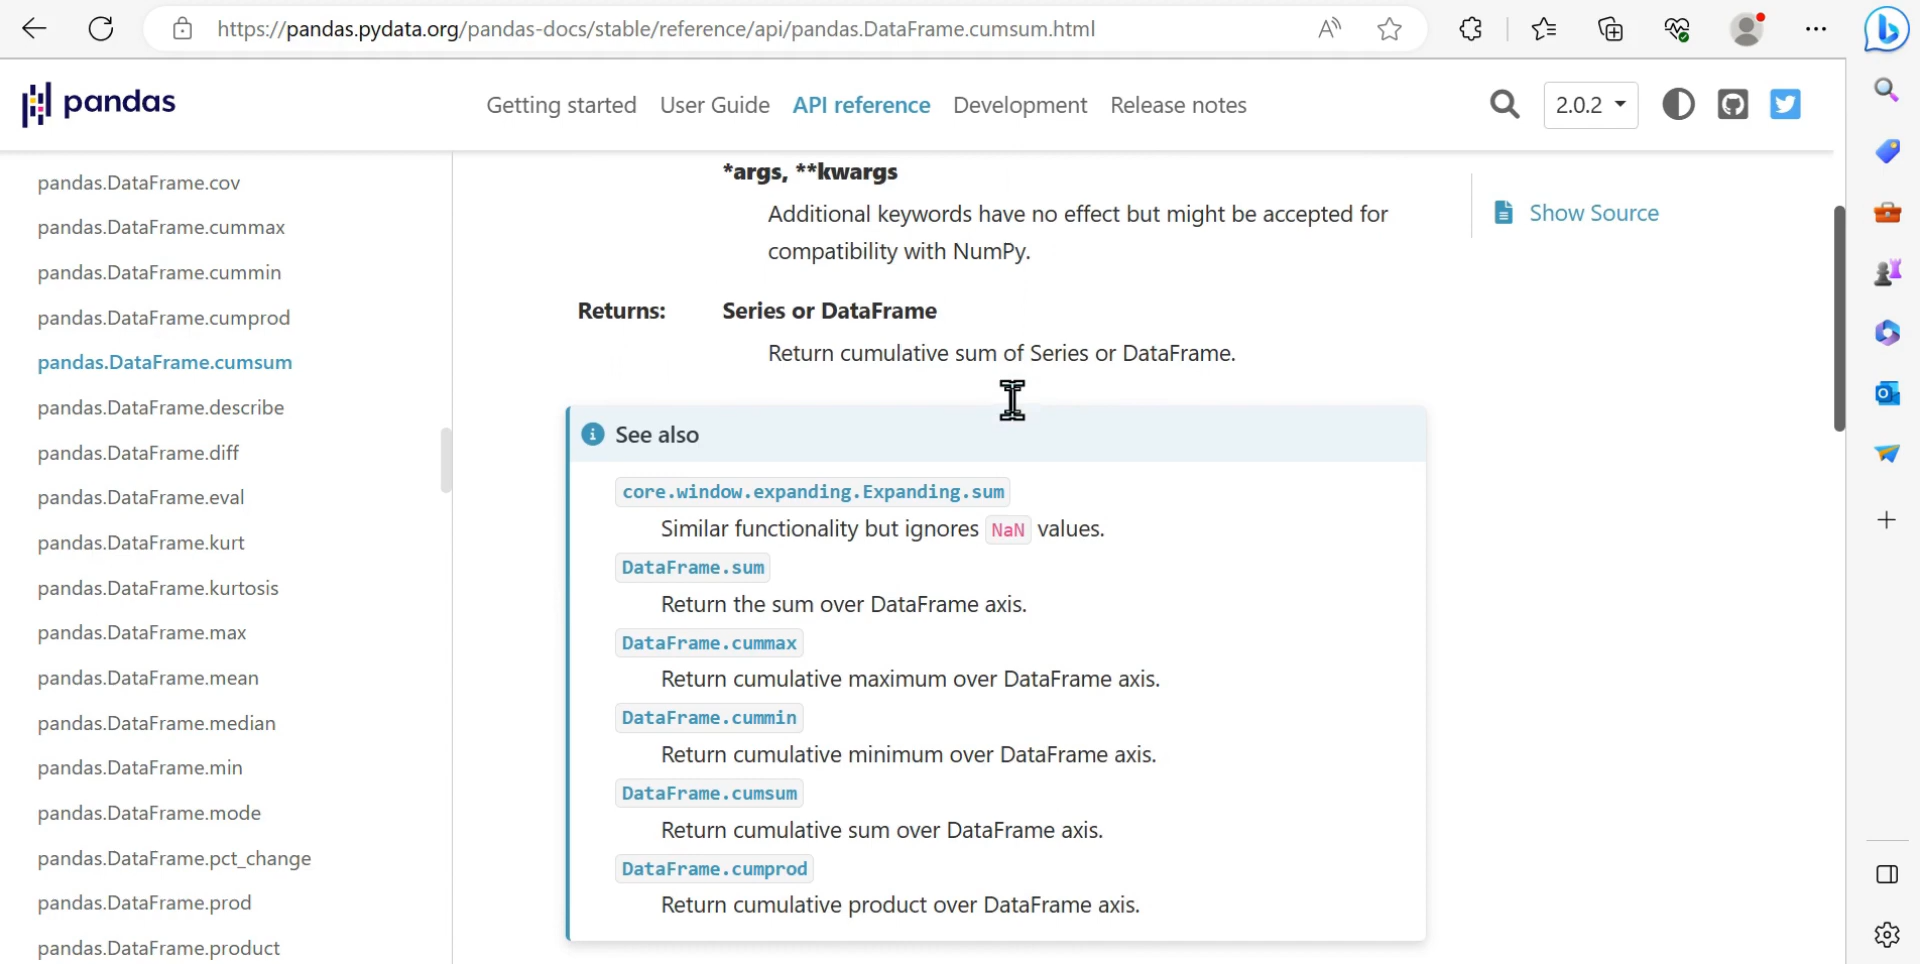 https://pandas.pydata.org/pandas-docs/stable/reference/api/pandas.DataFrame.cumsum.html
pandas
Getting started User Guide API reference Development Release notes
2.0.2
pandas.DataFrame.cov
pandas.DataFrame.cummax
pandas.DataFrame.cummin
pandas.DataFrame.cumprod
pandas.DataFrame.cumsum
pandas.DataFrame.describe
pandas.DataFrame.diff
pandas.DataFrame.eval
pandas.DataFrame.kurt
pandas.DataFrame.kurtosis
pandas.DataFrame.max
pandas.DataFrame.mean
pandas.DataFrame.median
pandas.DataFrame.min
pandas.DataFrame.mode
pandas.DataFrame.pct_change
pandas.DataFrame.prod
pandas.DataFrame.product
*args, **kwargs
Additional keywords have no effect but might be accepted for
compatibility with NumPy.
Returns: Series or DataFrame
Return cumulative sum of Series or DataFrame.
See also
core.window.expanding.Expanding.sum
Similar functionality but ignores NaN values.
DataFrame.sum
Return the sum over DataFrame axis.
DataFrame.cummax
Return cumulative maximum over DataFrame axis.
DataFrame.cummin
Return cumulative minimum over DataFrame axis.
DataFrame.cumsum
Return cumulative sum over DataFrame axis.
DataFrame.cumprod
Return cumulative product over DataFrame axis.
Show Source